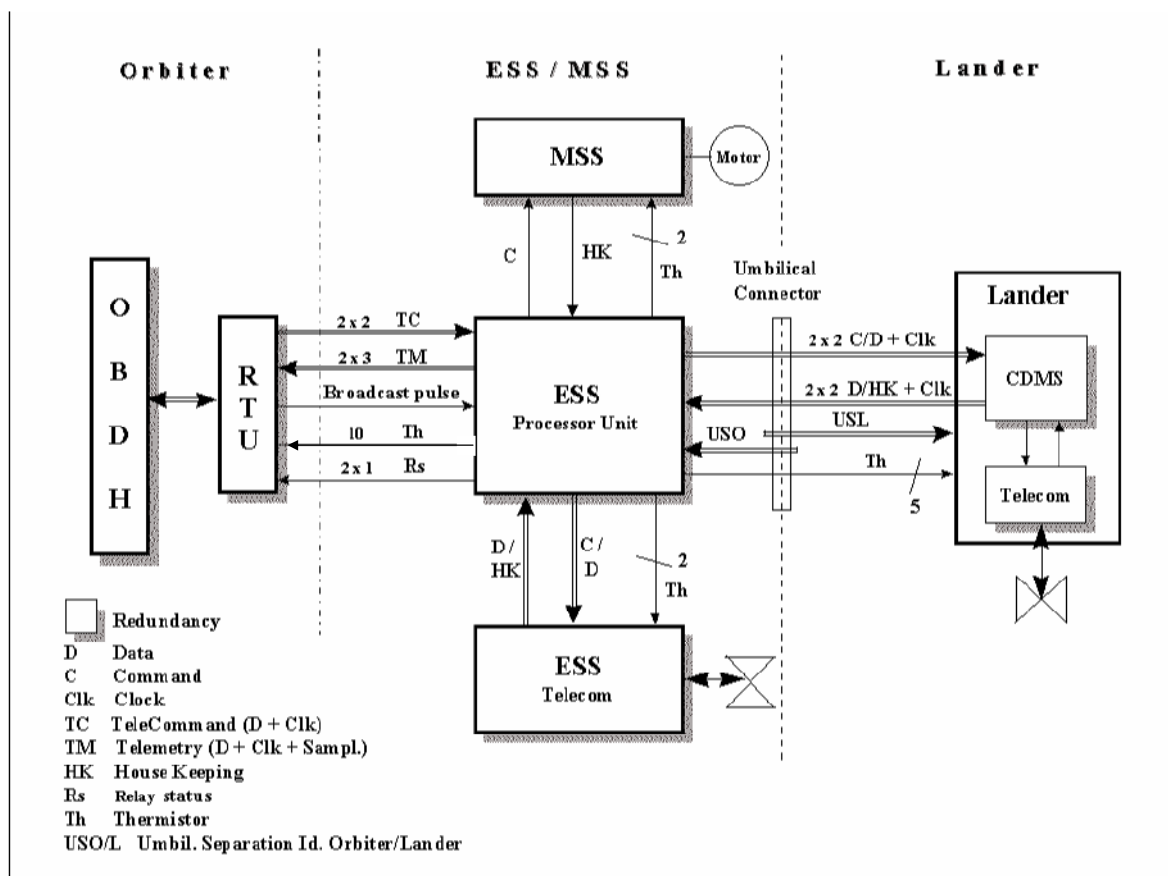 Orbiter
ESS / MSS
Lander
MSS
Motor
C
HK
2
Th
Umbilical
Connector
O
B
D
H
R
T
U
2 x 2 TC
2 x 3 TM
Broadcast pulse
10 Th
2 x 1 Rs
ESS
Processor Unit
2 x 2 C/D + Clk
2 x 2 D/HK + Clk
USO
USL
Th
5
Lander
CDMS
Telecom
D/
HK
C/
D
2
Th
ESS
Telecom
Redundancy
D Data
C Command
Clk Clock
TC TeleCommand (D + Clk)
TM Telemetry (D + Clk + Sampl.)
HK House Keeping
Rs Relay status
Th Thermistor
USO/L Umbil. Separation Id. Orbiter/Lander